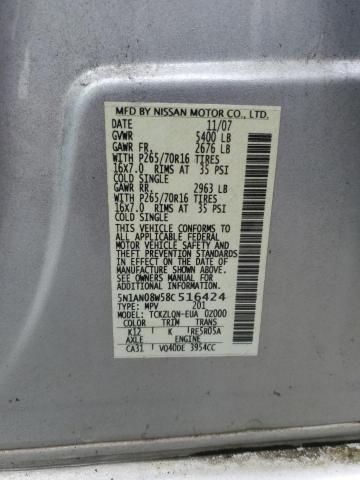 MFD BY NISSAN MOTOR CO., LTD.
DATE 11/07
GVWR 5400 LB
GAWR FR, 2676 LB
WITH P265/70R16 TIRES
16X7.0 RIMS AT 35 PSI
COLD SINGLE
GAWR RR, 2963 LB
WITH P265/70R16 TIRES
16X7.0 RIMS AT 35 PSI
COLD SINGLE
THIS VEHICLE CONFORMS TO ALL
APPLICABLE FEDERAL MOTOR
VEHICLE SAFETY AND THEFT
PREVENTION STANDARDS
IN EFFECT ON THE DATE OF
MANUFACTURE SHOWN ABOVE.
SEE OWNERS MANUAL FOR
ADDITIONAL INFORMATION.
5N1AN08W58C516424
TYPE: MPV 201
MODEL: TCKZLQN-EUA 02000
COLOR TRIM TRANS
K12 K RE5R05A
AXLE ENGINE
CA31 VQ40DE 3954CC